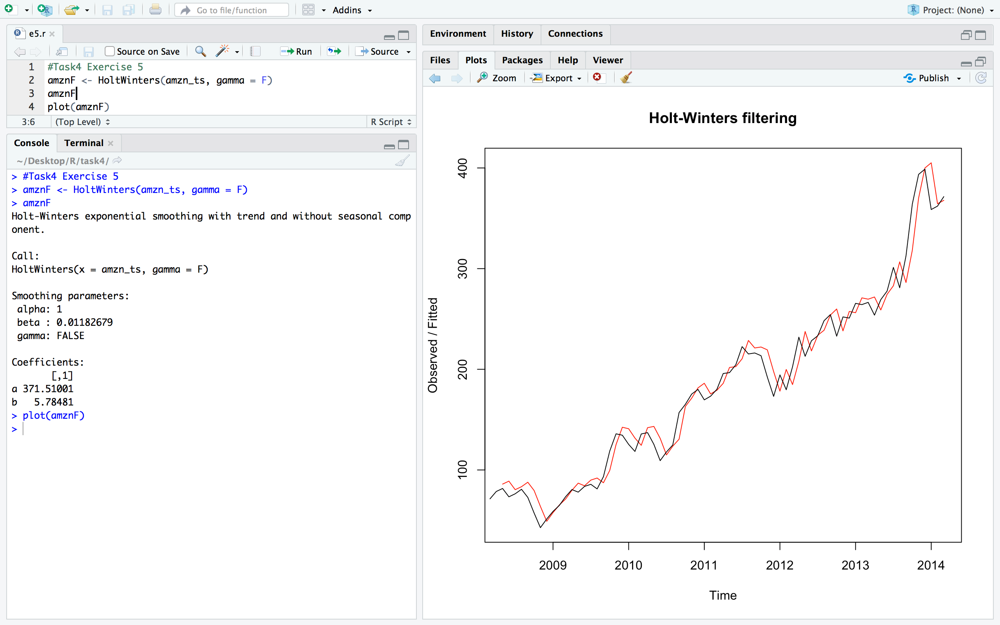 Go to file/function
Addins
Project: (None)
e5.r
Source on Save
Run
Source
1 #Task4 Exercise 5
2 amznF <- HoltWinters(amzn_ts, gamma = F)
3 amznF
4 plot(amznF)
3:6
(Top Level)
R Script
Console
Terminal
~/Desktop/R/task4/
> #Task4 Exercise 5
> amznF <- HoltWinters(amzn_ts, gamma = F)
> amznF
Holt-Winters exponential smoothing with trend and without seasonal comp
onent.
Call:
HoltWinters(x = amzn_ts, gamma = F)
Smoothing parameters:
alpha: 1
beta : 0.01182679
gamma: FALSE
Coefficients:
[,1]
a 371.51001
b 5.78481
> plot(amznF)
>
Environment
History
Connections
Files
Plots
Packages
Help
Viewer
Zoom
Export
Publish
Holt-Winters filtering
Observed / Fitted
400
300
200
100
2009 2010 2011 2012 2013 2014
Time